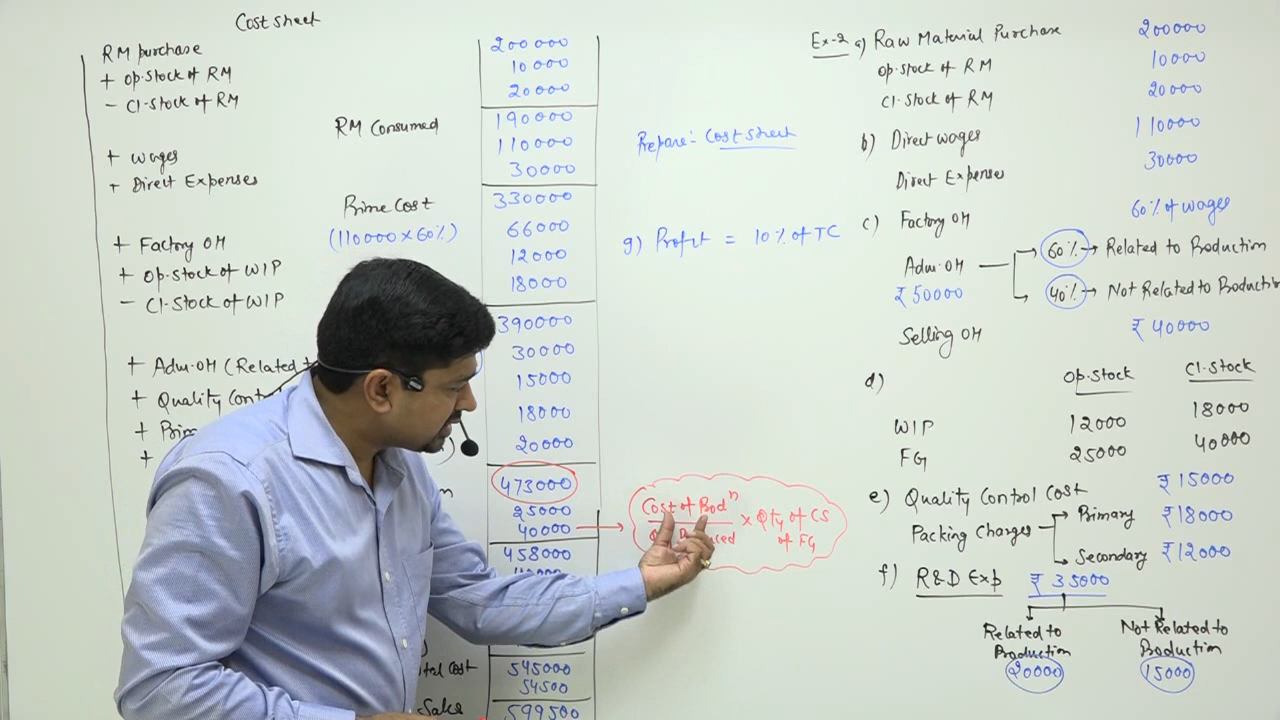 Cost sheet
RM purchase 200000
+ Op. Stock of RM 10000
- Cl. Stock of RM 20000
RM Consumed 190000
+ Wages 110000
+ Direct Expenses 30000
Prime Cost 330000
+ Factory OH (110000 x 60%) 66000
+ Op. Stock of WIP 12000
- Cl. Stock of WIP 18000
390000
+ Adm. OH (Related 30000
+ Quality 15000
+ 18000
+ 20000
473000
25000
40000
458000
Cost 545000
54500
Sales 599500
Prepare:- Cost sheet
g) Profit = 10% of TC
Cost of Prodⁿ x Qty of CS
of FG
Ex-2 a) Raw Material Purchase 200000
Op. Stock of RM 10000
Cl. Stock of RM 20000
b) Direct wages 110000
Direct Expenses 30000
c) Factory OH 60% of wages
Adm. OH 60% → Related to Production
₹ 50000 40% → Not Related to Productio
Selling OH ₹ 40000
d) Op. Stock Cl. Stock
WIP 12000 18000
FG 25000 40000
e) Quality Control Cost ₹ 15000
Packing Charges → Primary ₹ 18000
→ Secondary ₹ 12000
f) R&D Exp ₹ 35000
Related to Production 20000
Not Related to Production 15000